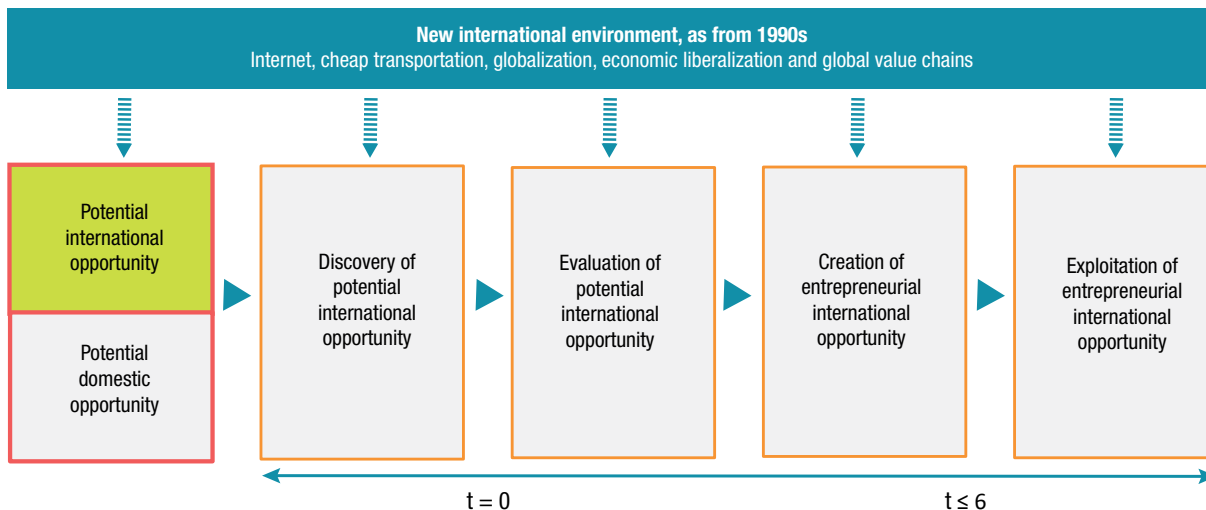 New international environment, as from 1990s
Internet, cheap transportation, globalization, economic liberalization and global value chains
Potential
international
opportunity
Potential
domestic
opportunity
Discovery of
potential
international
opportunity
Evaluation of
potential
international
opportunity
Creation of
entrepreneurial
international
opportunity
Exploitation of
entrepreneurial
international
opportunity
t = 0
t ≤ 6